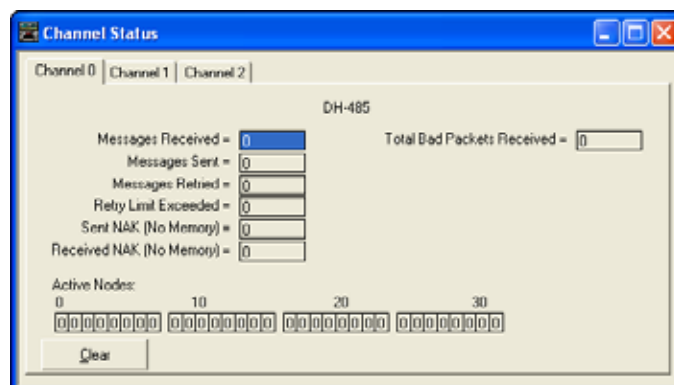 Channel Status
Channel 0 Channel 1 Channel 2
DH-485
Messages Received = 0 Total Bad Packets Received = 0
Messages Sent = 0
Messages Retried = 0
Retry Limit Exceeded = 0
Sent NAK (No Memory) = 0
Received NAK (No Memory) = 0
Active Nodes:
0 10 20 30
0 0 0 0 0 0 0 0 0 0 0 0 0 0 0 0 0 0 0 0 0 0 0 0 0 0 0 0 0 0 0 0
Clear